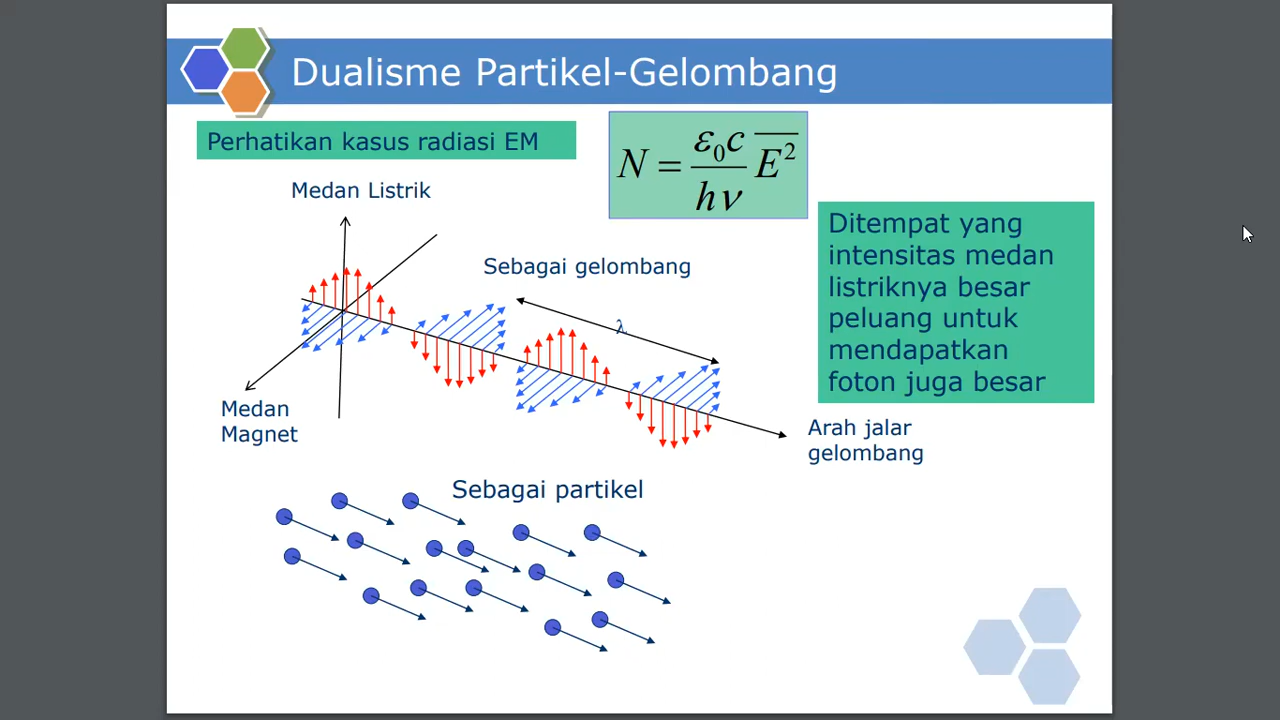 Dualisme Partikel-Gelombang
Perhatikan kasus radiasi EM
N = ε₀c / hν E²‾
Medan Listrik
Ditempat yang
intensitas medan
listriknya besar
peluang untuk
mendapatkan
foton juga besar
Sebagai gelombang
λ
Medan
Magnet
Arah jalar
gelombang
Sebagai partikel